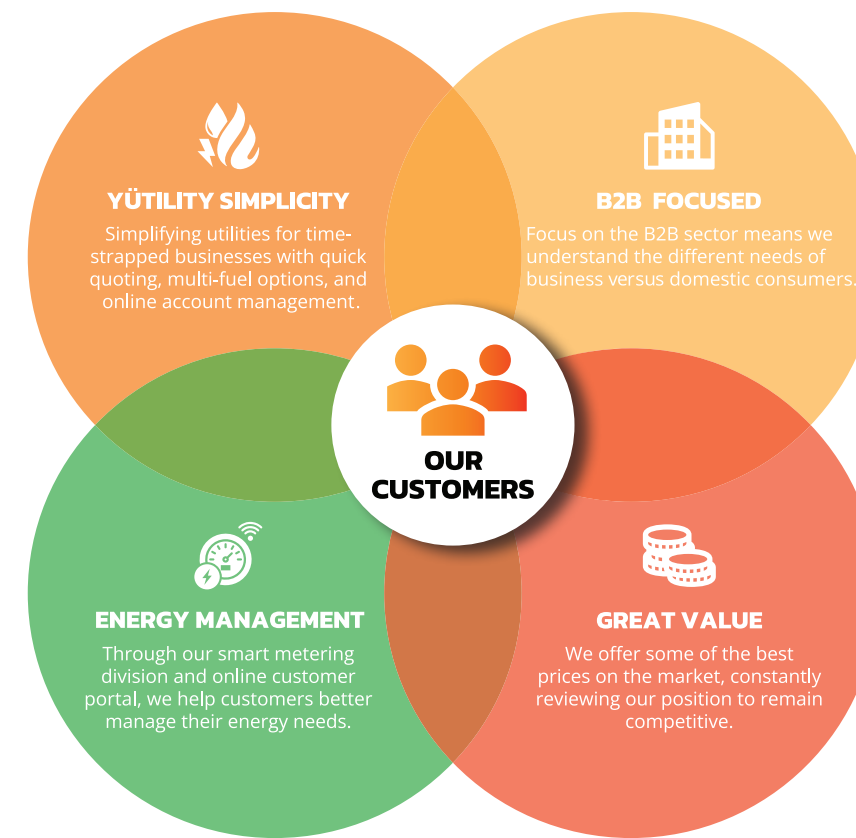 YÜTILITY SIMPLICITY
Simplifying utilities for time-
strapped businesses with quick
quoting, multi-fuel options, and
online account management.
B2B FOCUSED
Focus on the B2B sector means we
understand the different needs of
business versus domestic consumers.
OUR
CUSTOMERS
ENERGY MANAGEMENT
Through our smart metering
division and online customer
portal, we help customers better
manage their energy needs.
GREAT VALUE
We offer some of the best
prices on the market, constantly
reviewing our position to remain
competitive.